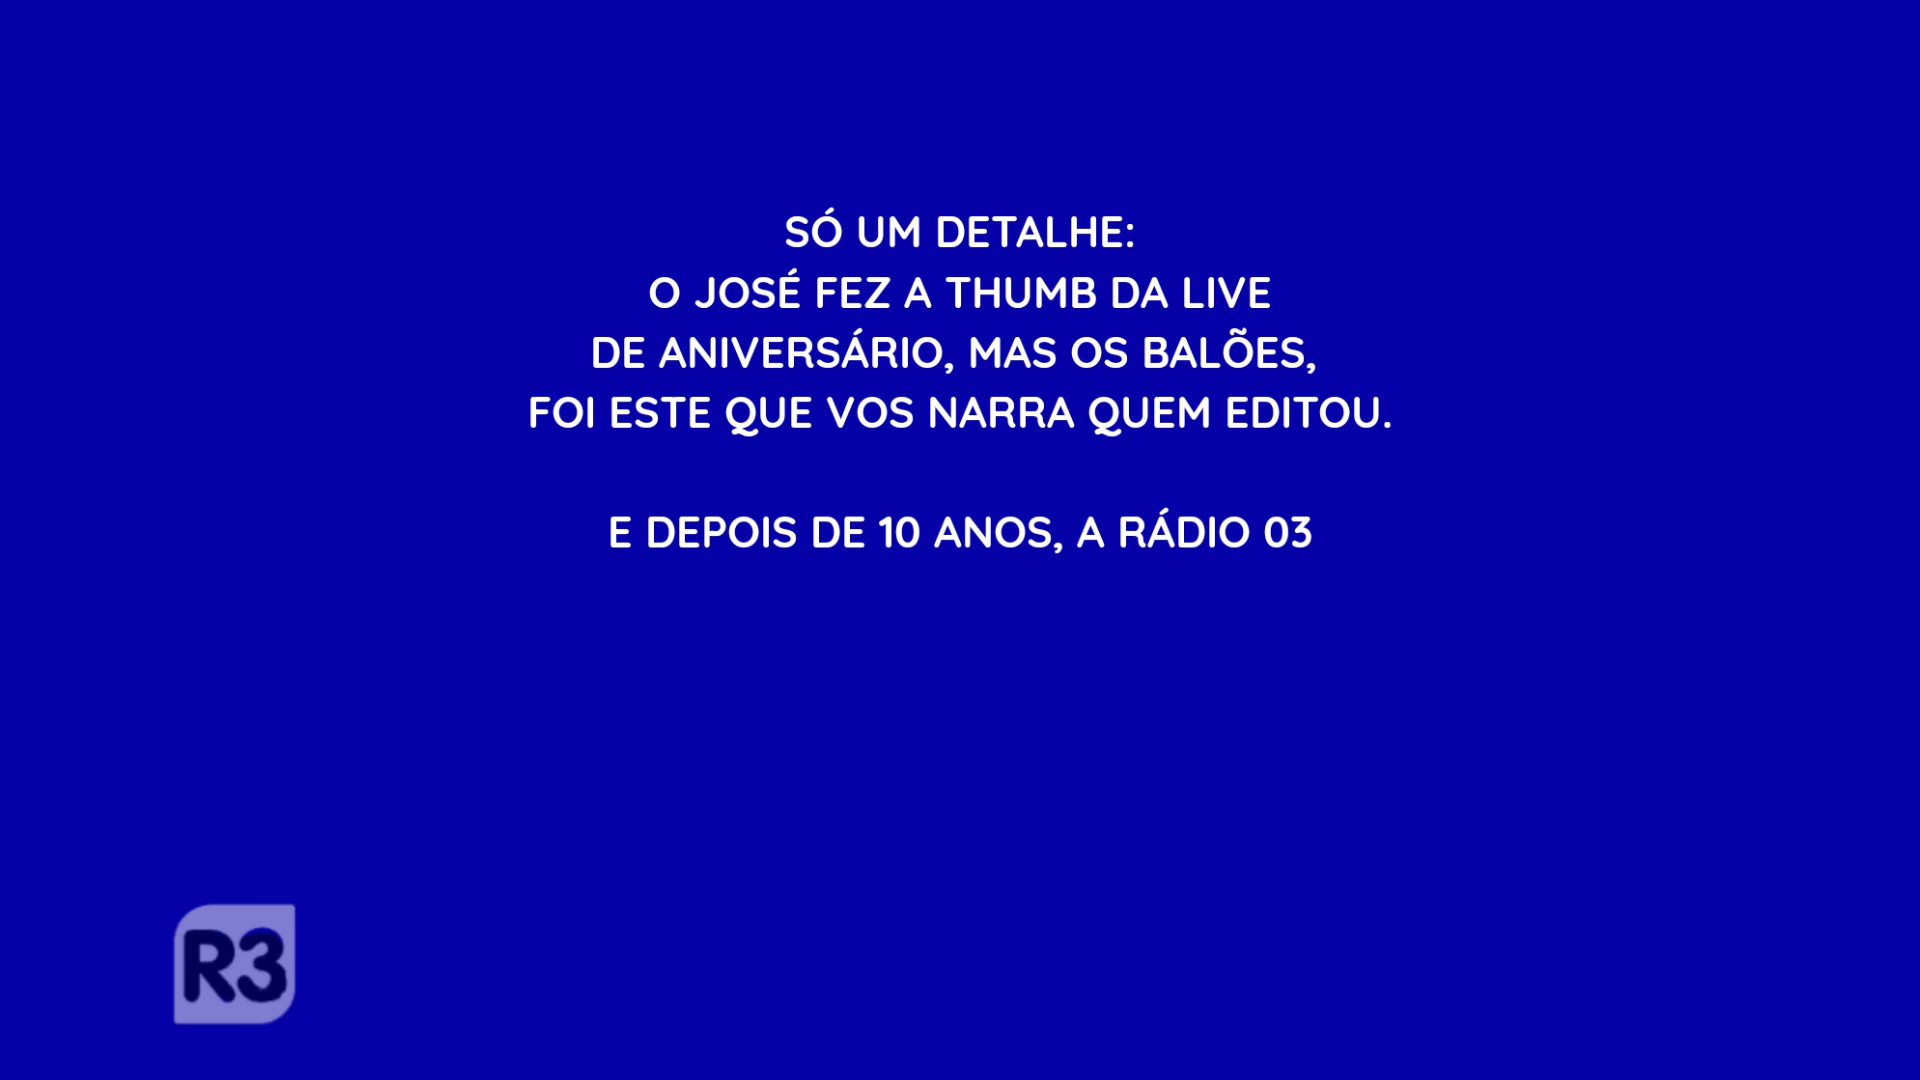 SÓ UM DETALHE:
O JOSÉ FEZ A THUMB DA LIVE
DE ANIVERSÁRIO, MAS OS BALÕES,
FOI ESTE QUE VOS NARRA QUEM EDITOU.
E DEPOIS DE 10 ANOS, A RÁDIO 03
R3